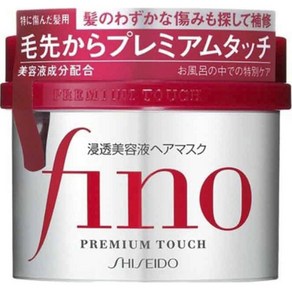 特に傷んだ髪用
髪のわずかな傷みも探して補修
毛先からプレミアムタッチ
美容液成分配合
お風呂の中での特別ケア
PREMIUM TOUCH
浸透美容液ヘアマスク
fino
PREMIUM TOUCH
SHISEIDO